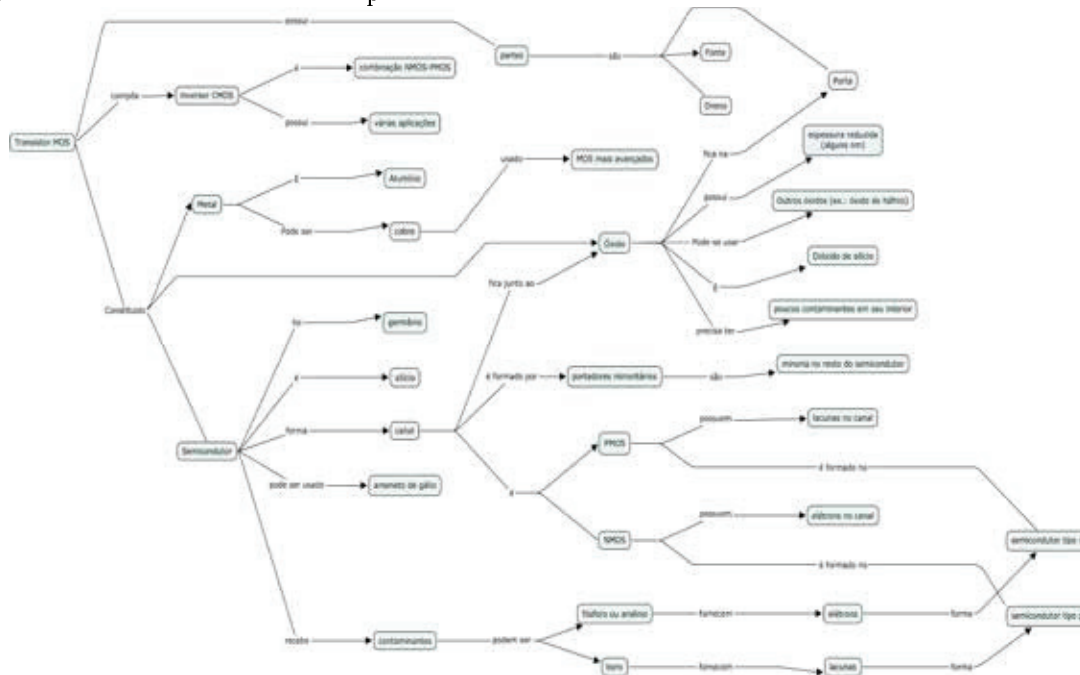 possui
partes
são
Fonte
Dreno
Porta
compõe
Inversor CMOS
é
combinação NMOS-PMOS
possui
várias aplicações
Transistor MOS
Metal
é
Alumínio
Pode ser
cobre
usado
MOS mais avançados
Constituído
Óxido
fica na
possui
espessura reduzida
(alguns nm)
Pode-se usar
Outros óxidos (ex.: óxido de háfnio)
é
Dióxido de silício
precisa ter
poucos contaminantes em seu interior
Semicondutor
germânio
é
silício
forma
canal
pode ser usado
arseneto de gálio
fica junto ao
é formado por
portadores minoritários
são
minoria no resto do semicondutor
é
PMOS
possuem
lacunas no canal
é formado no
NMOS
possuem
elétrons no canal
é formado no
semicondutor tipo
semicondutor tipo p
recebe
contaminantes
podem ser
fósforo ou arsênio
fornecem
elétrons
forma
fornecem
lacunas
forma